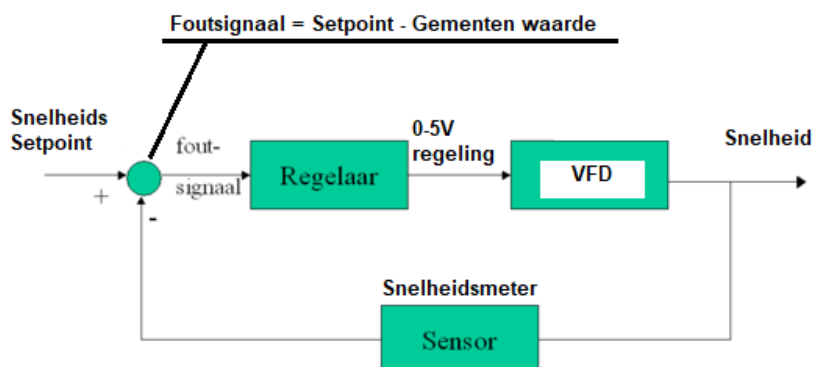 Foutsignaal = Setpoint - Gementen waarde
Snelheids
Setpoint
+
-
fout-
signaal
Regelaar
0-5V
regeling
VFD
Snelheid
Snelheidsmeter
Sensor